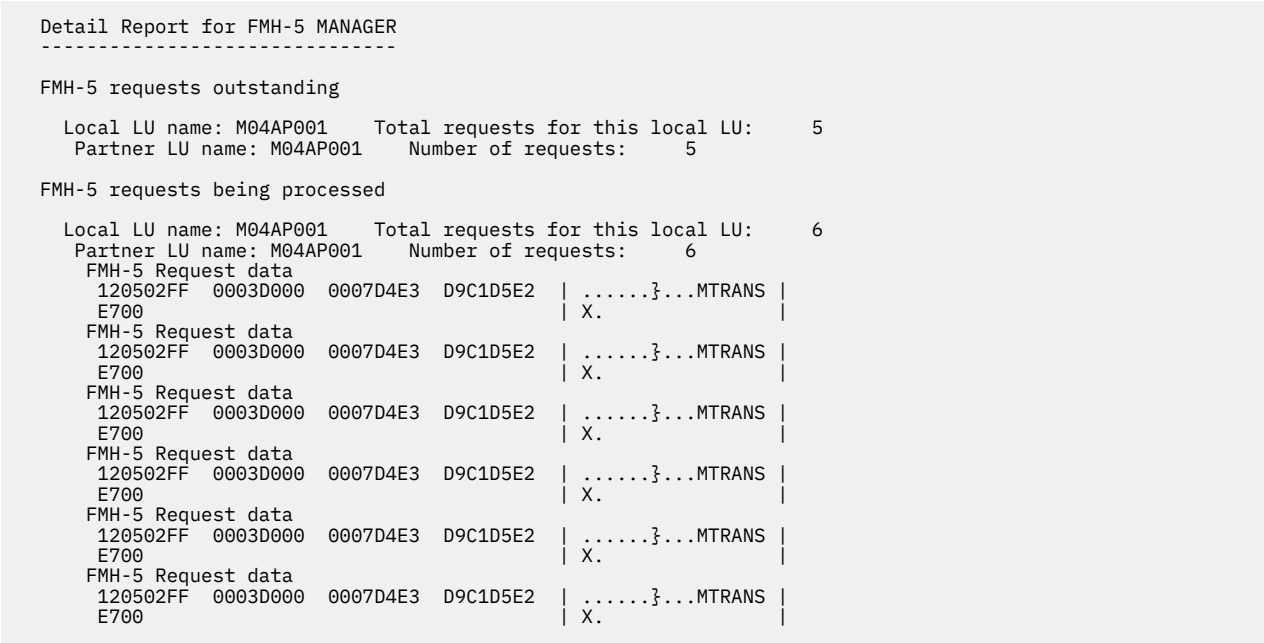 Detail Report for FMH-5 MANAGER
-------------------------------
FMH-5 requests outstanding
Local LU name: M04AP001    Total requests for this local LU:     5
Partner LU name: M04AP001    Number of requests:     5
FMH-5 requests being processed
Local LU name: M04AP001    Total requests for this local LU:     6
Partner LU name: M04AP001    Number of requests:     6
FMH-5 Request data
120502FF  0003D000  0007D4E3  D9C1D5E2  | ......}...MTRANS |
E700                                    | X.               |
FMH-5 Request data
120502FF  0003D000  0007D4E3  D9C1D5E2  | ......}...MTRANS |
E700                                    | X.               |
FMH-5 Request data
120502FF  0003D000  0007D4E3  D9C1D5E2  | ......}...MTRANS |
E700                                    | X.               |
FMH-5 Request data
120502FF  0003D000  0007D4E3  D9C1D5E2  | ......}...MTRANS |
E700                                    | X.               |
FMH-5 Request data
120502FF  0003D000  0007D4E3  D9C1D5E2  | ......}...MTRANS |
E700                                    | X.               |
FMH-5 Request data
120502FF  0003D000  0007D4E3  D9C1D5E2  | ......}...MTRANS |
E700                                    | X.               |